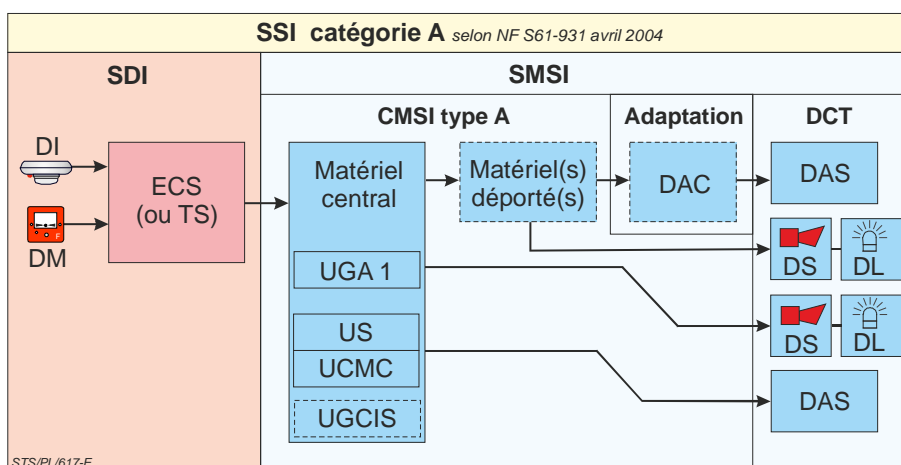 SSI catégorie A selon NF S61-931 avril 2004
SDI
SMSI
CMSI type A
Adaptation
DCT
DI
DM
F
ECS
(ou TS)
Matériel
central
UGA 1
US
UCMC
UGCIS
Matériel(s)
déporté(s)
DAC
DAS
DS
DL
DS
DL
DAS
STS/PL/617-E